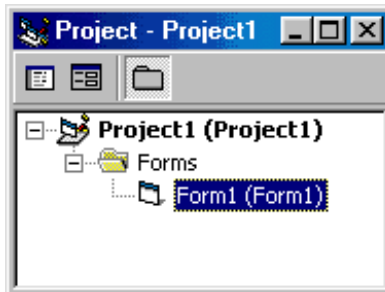 Project - Project1
Project1 (Project1)
Forms
Form1 (Form1)